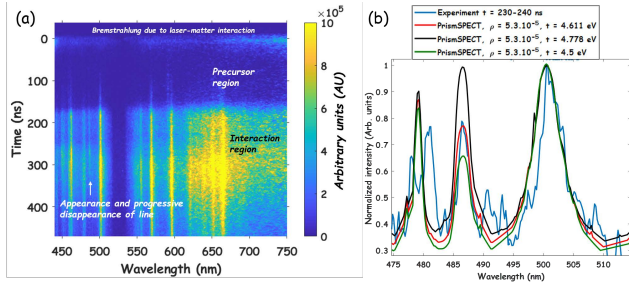 (a)
×10⁵
Bremstrahlung due to laser-matter interaction
Precursor
region
Interaction
region
Appearance and progressive
disappearance of line
0
100
200
300
400
Time (ns)
450
500
550
600
650
700
750
Wavelength (nm)
10
8
6
4
2
0
Arbitrary units (AU)
(b)
Experiment t = 230-240 ns
PrismSPECT, ρ = 5.3.10⁻⁵, t = 4.611 eV
PrismSPECT, ρ = 5.3.10⁻⁵, t = 4.778 eV
PrismSPECT, ρ = 5.3.10⁻⁵, t = 4.5 eV
1
0.9
0.8
0.7
0.6
0.5
0.4
0.3
Normalized intensity (Arb. units)
475
480
485
490
495
500
505
510
Wavelength (nm)